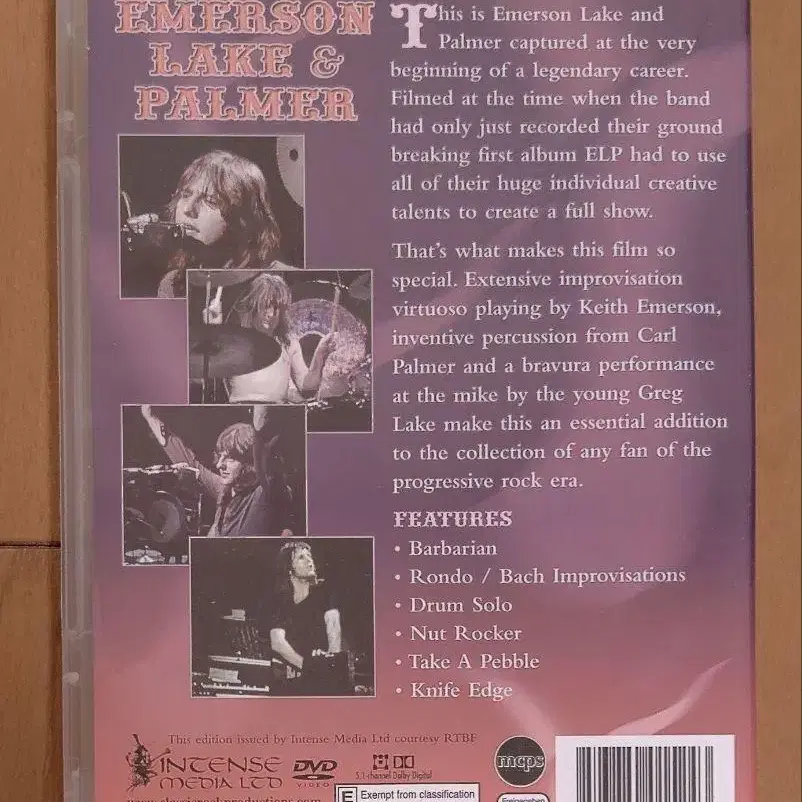 EMERSON
LAKE &
PALMER
This is Emerson Lake and
Palmer captured at the very
beginning of a legendary career.
Filmed at the time when the band
had only just recorded their ground
breaking first album ELP had to use
all of their huge individual creative
talents to create a full show.
That's what makes this film so
special. Extensive improvisation
virtuoso playing by Keith Emerson,
inventive percussion from Carl
Palmer and a bravura performance
at the mike by the young Greg
Lake make this an essential addition
to the collection of any fan of the
progressive rock era.
FEATURES
• Barbarian
• Rondo / Bach Improvisations
• Drum Solo
• Nut Rocker
• Take A Pebble
• Knife Edge
This edition issued by Intense Media Ltd courtesy RTBF
INTENSE
MEDIA LTD
DVD
VIDEO
5.1-channel Dolby Digital
mcps
E Exempt from classification
www.classicrockproductions.com
Freigegeben